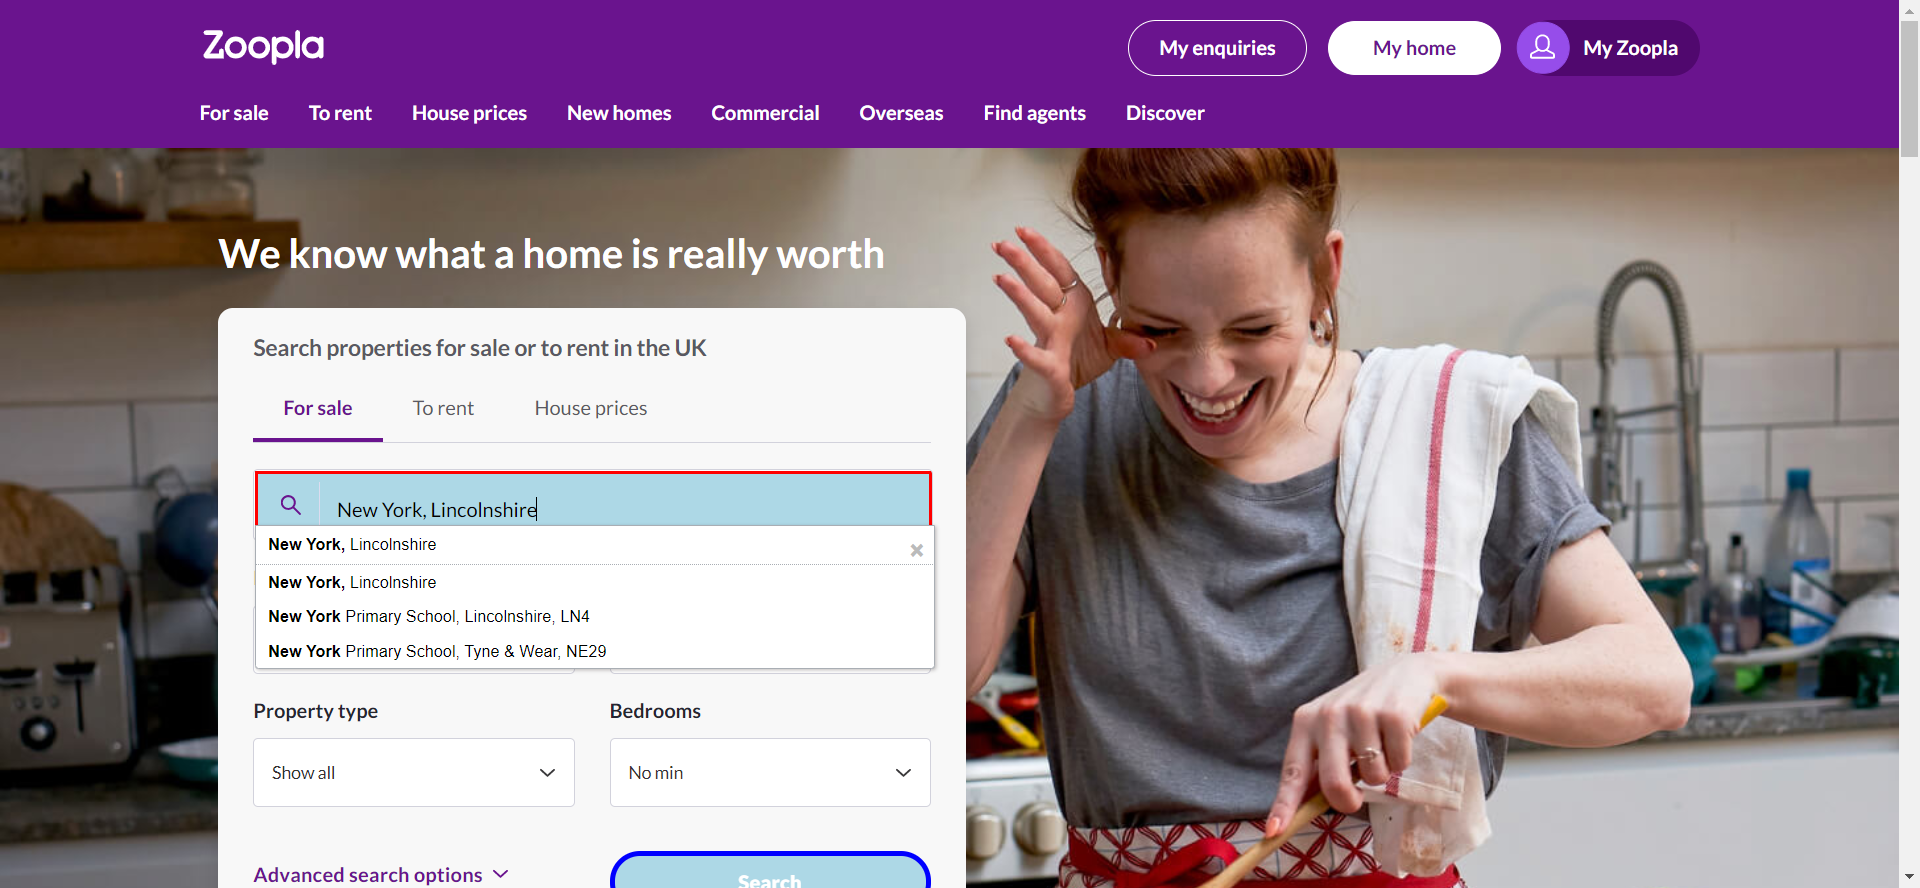 Zoopla
My enquiries
My home
My Zoopla
For sale
To rent
House prices
New homes
Commercial
Overseas
Find agents
Discover
We know what a home is really worth
Search properties for sale or to rent in the UK
For sale
To rent
House prices
New York, Lincolnshire
New York, Lincolnshire
New York, Lincolnshire
New York Primary School, Lincolnshire, LN4
New York Primary School, Tyne & Wear, NE29
Property type
Bedrooms
Show all
No min
Advanced search options
Search